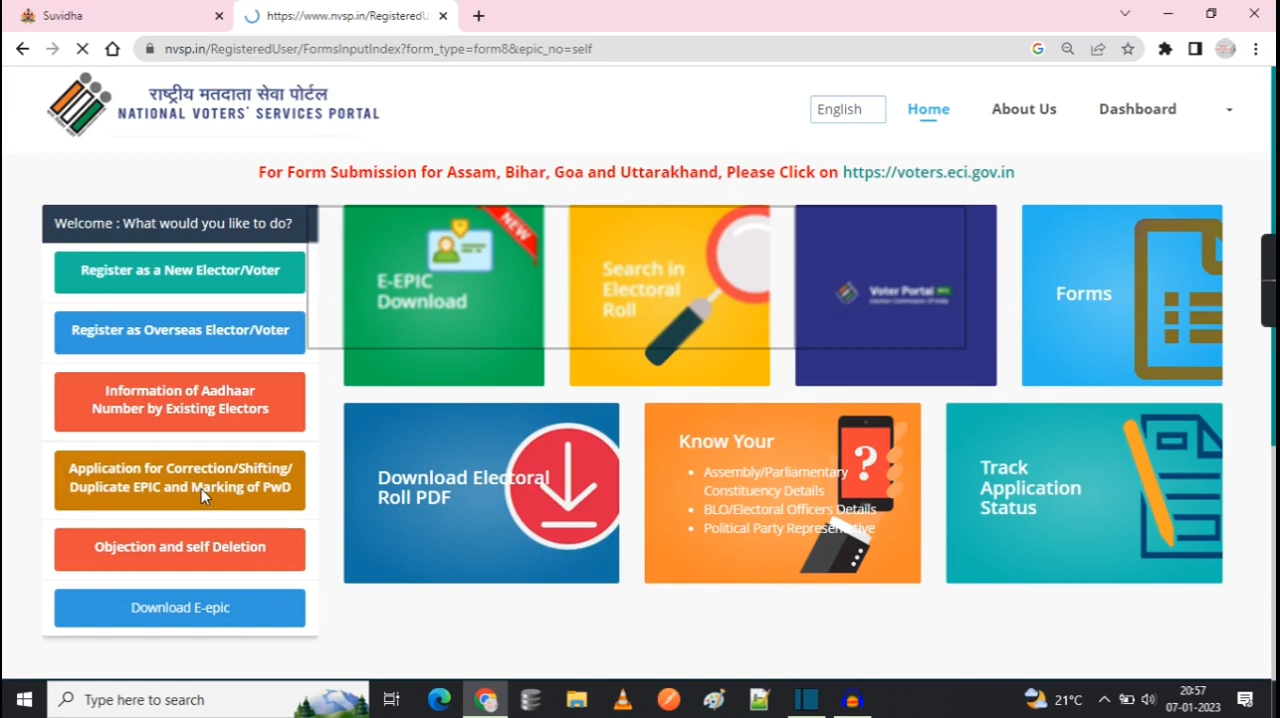 Suvidha
https://www.nvsp.in/RegisteredU
nvsp.in/RegisteredUser/FormsInputIndex?form_type=form8&epic_no=self
राष्ट्रीय मतदाता सेवा पोर्टल
NATIONAL VOTERS' SERVICES PORTAL
English
Home
About Us
Dashboard
For Form Submission for Assam, Bihar, Goa and Uttarakhand, Please Click on https://voters.eci.gov.in
Welcome : What would you like to do?
Register as a New Elector/Voter
Register as Overseas Elector/Voter
Information of Aadhaar
Number by Existing Electors
Application for Correction/Shifting/
Duplicate EPIC and Marking of PwD
Objection and self Deletion
Download E-epic
NEW
E-EPIC
Download
Search in
Electoral
Roll
Voter Portal
Election Commission Of India
Forms
Download Electoral
Roll PDF
Know Your
• Assembly/Parliamentary
Constituency Details
• BLO/Electoral Officers Details
• Political Party Representative
?
Track
Application
Status
Type here to search
21°C
20:57
07-01-2023